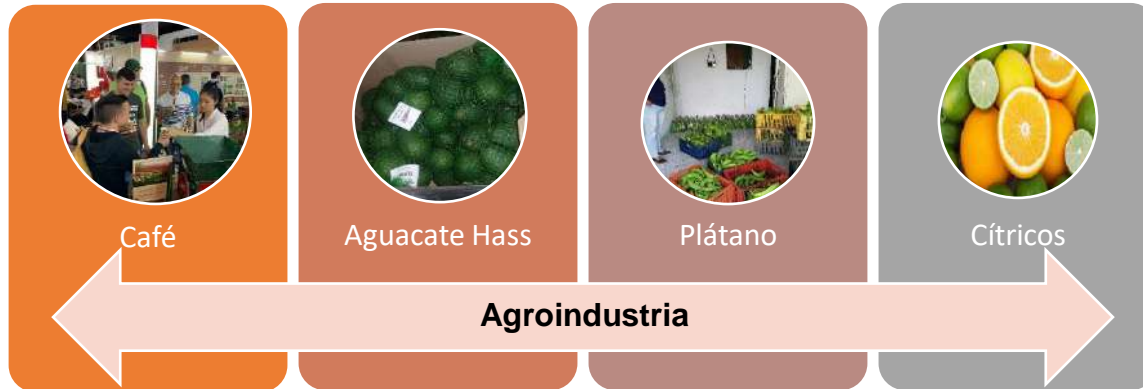 Café
Aguacate Hass
Plátano
Cítricos
Agroindustria